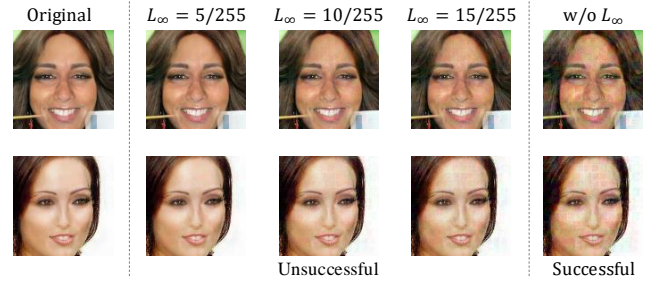 Original L∞ = 5/255 L∞ = 10/255 L∞ = 15/255 w/o L∞
Unsuccessful Successful